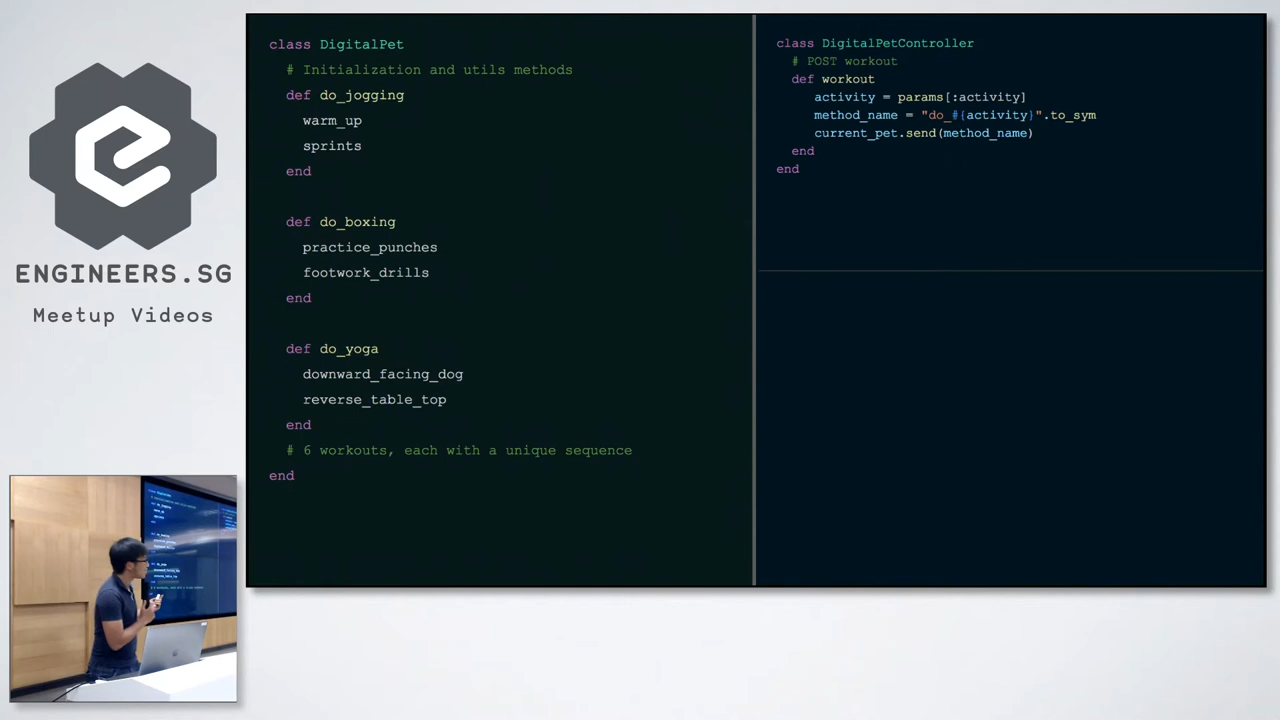 ENGINEERS.SG
Meetup Videos
class DigitalPet
# Initialization and utils methods
def do_jogging
warm_up
sprints
end
def do_boxing
practice_punches
footwork_drills
end
def do_yoga
downward_facing_dog
reverse_table_top
end
# 6 workouts, each with a unique sequence
end
class DigitalPetController
# POST workout
def workout
activity = params[:activity]
method_name = "do_#{activity}".to_sym
current_pet.send(method_name)
end
end